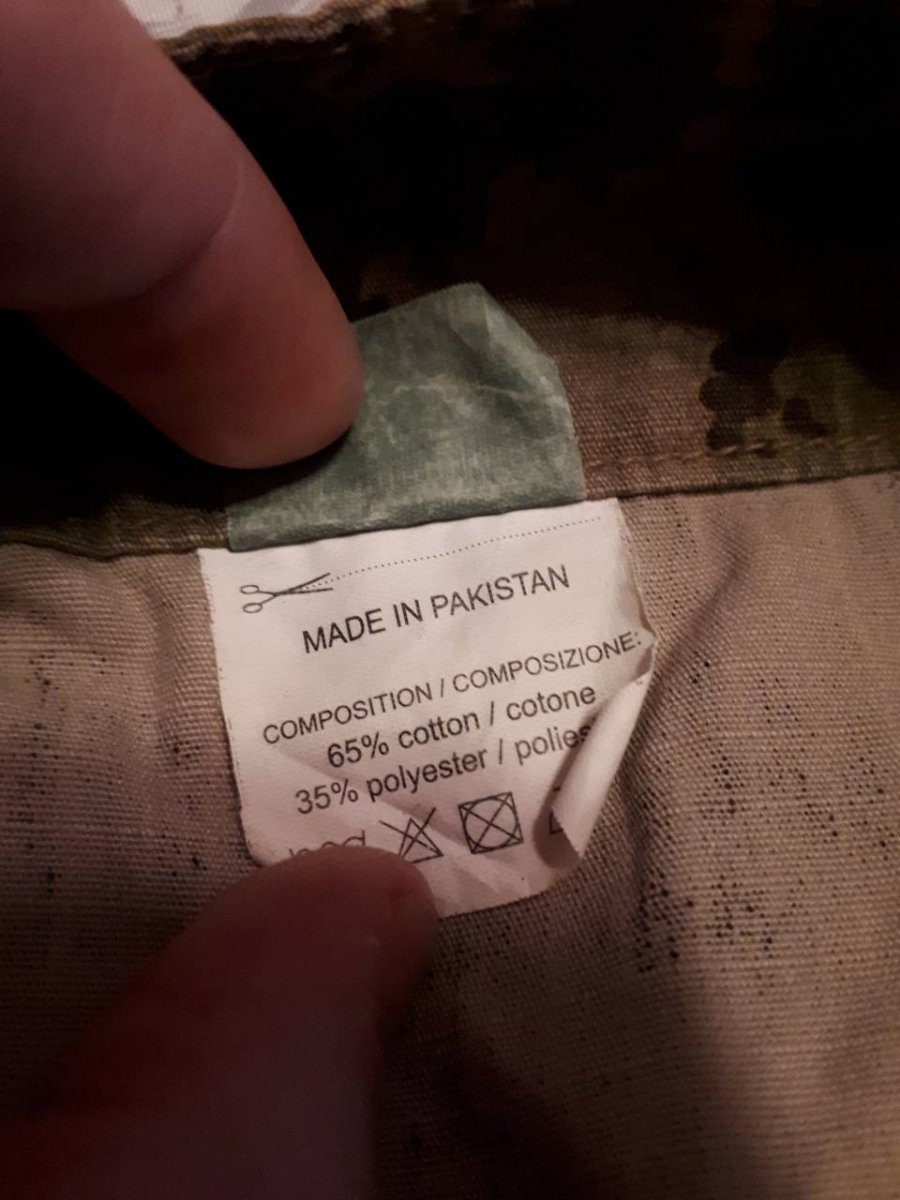 MADE IN PAKISTAN
COMPOSITION / COMPOSIZIONE:
65% cotton / cotone
35% polyester /